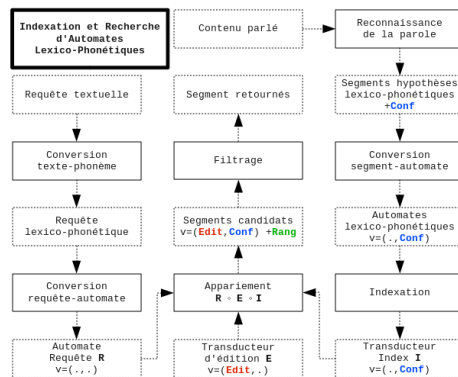 Indexation et Recherche
d'Automates
Lexico-Phonétiques
Contenu parlé
Reconnaissance
de la parole
Requête textuelle
Segment retournés
Segments hypothèses
lexico-phonétiques
+Conf
Conversion
texte-phonème
Filtrage
Conversion
segment-automate
Requête
lexico-phonétique
Segments candidats
v=(Edit,Conf) +Rang
Automates
lexico-phonétiques
v=(.,Conf)
Conversion
requête-automate
Appariement
R ∘ E ∘ I
Indexation
Automate
Requête R
v=(.,.)
Transducteur
d'édition E
v=(Edit,.)
Transducteur
Index I
v=(.,Conf)